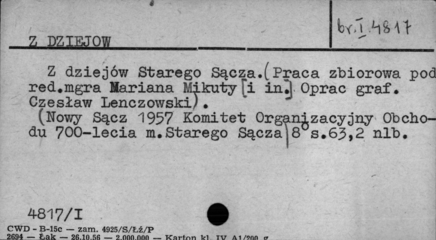 br.I.4817
Z DZIEJOW
Z dziejów Starego Sącza.(Praca zbiorowa pod
red.mgra Mariana Mikuty [i in.] Oprac graf.
Czesław Lenczowski).
(Nowy Sącz 1957 Komitet Organizacyjny Obcho-
du 700-lecia m.Starego Sącza) 8° s.63,2 nlb.
4817/I
CWD - B-15c — zam. 4925/S/Ł.ż/P
2694 — Łąk — 26.10.56 — 2.000.000 — Karton kl. IV A1/200 g